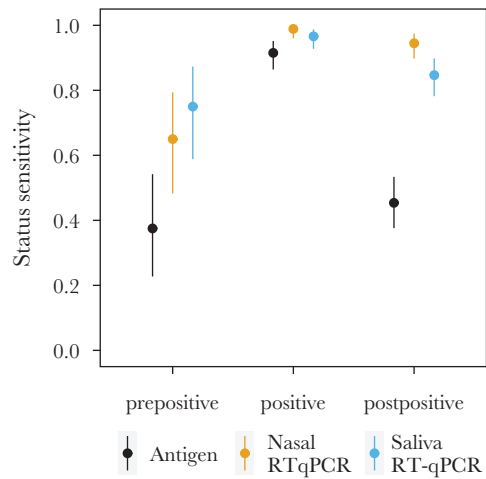 Status sensitivity
1.0
0.8
0.6
0.4
0.2
0.0
prepositive positive postpositive
Antigen
Nasal
RTqPCR
Saliva
RT-qPCR